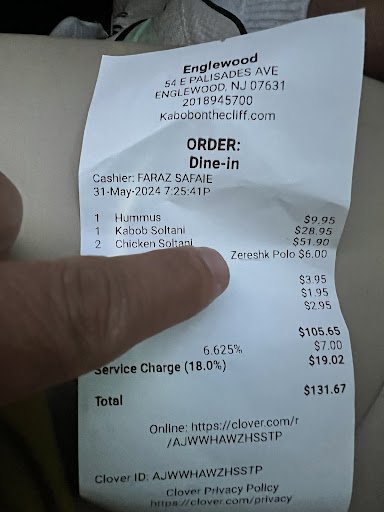 Englewood
54 E PALISADES AVE
ENGLEWOOD, NJ 07631
2018945700
Kabobonthecliff.com
ORDER:
Dine-in
Cashier: FARAZ SAFAIE
31-May-2024 7:25:41P
1 Hummus $9.95
1 Kabob Soltani $28.95
2 Chicken Soltani $51.90
Zereshk Polo $6.00
$3.95
$1.95
$2.95
$105.65
6.625% $7.00
Service Charge (18.0%) $19.02
Total $131.67
Online: https://clover.com/r
/AJWWHAWZHSSTP
Clover ID: AJWWHAWZHSSTP
Clover Privacy Policy
https://clover.com/privacy